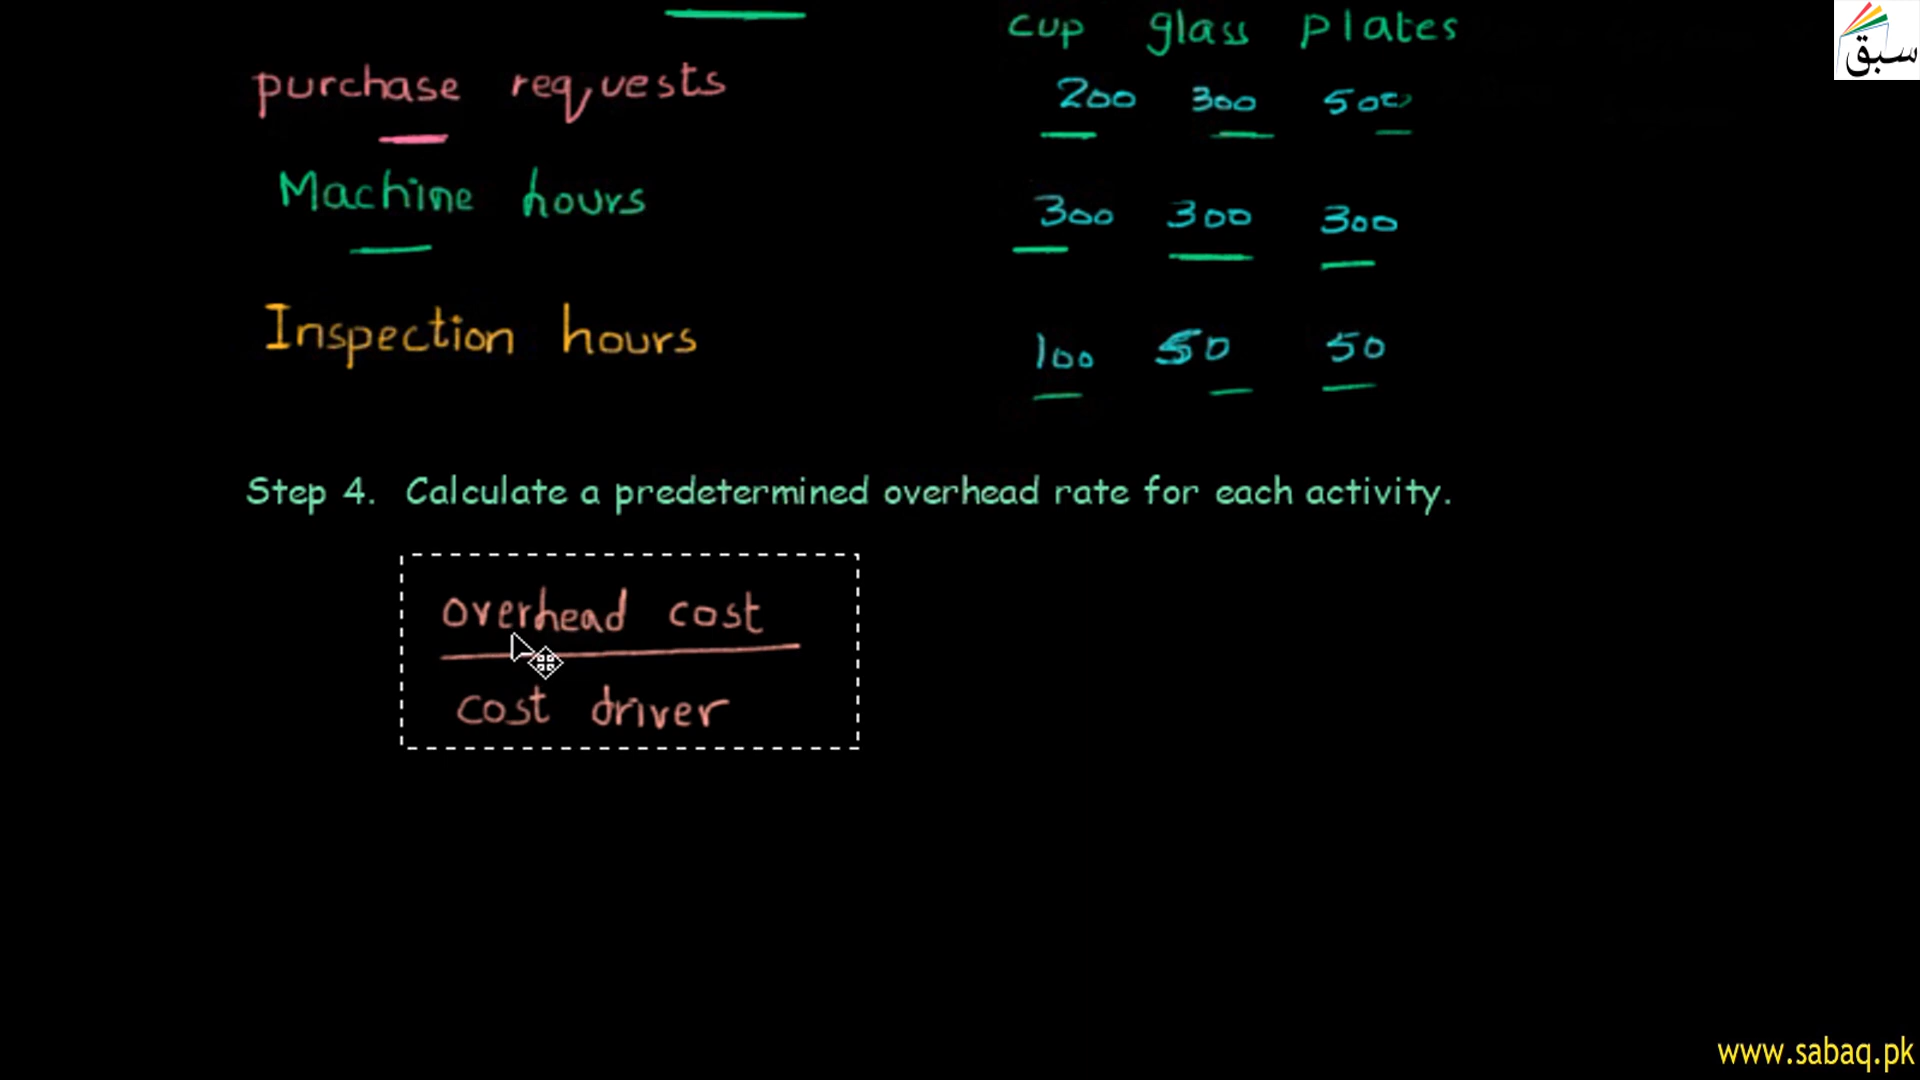 cup glass plates
سبق
purchase requests 200 300 500
Machine hours 300 300 300
Inspection hours 100 50 50
Step 4. Calculate a predetermined overhead rate for each activity.
overhead cost
cost driver
www.sabaq.pk